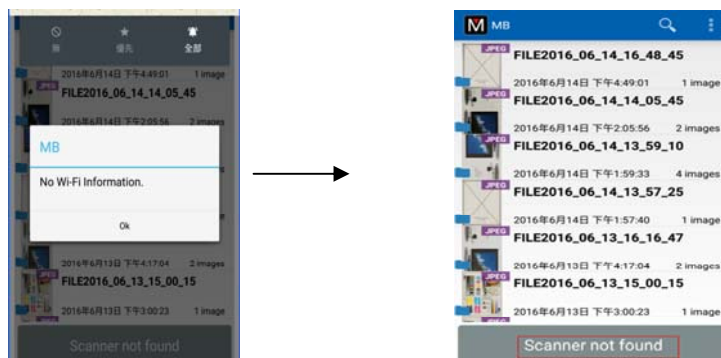 無 優先 全部
2016年6月14日 下午4:49:01 1 image
JPEG
FILE2016_06_14_14_05_45
2016年6月14日 下午2:05:56 2 images
MB
No Wi-Fi Information.
Ok
2016年6月13日 下午4:17:04 2 images
JPEG
FILE2016_06_13_15_00_15
2016年6月13日 下午3:00:23 1 image
Scanner not found
M MB
JPEG
FILE2016_06_14_16_48_45
2016年6月14日 下午4:49:01 1 image
JPEG
FILE2016_06_14_14_05_45
2016年6月14日 下午2:05:56 2 images
JPEG
FILE2016_06_14_13_59_10
2016年6月14日 下午1:59:33 4 images
JPEG
FILE2016_06_14_13_57_25
2016年6月14日 下午1:57:40 1 image
JPEG
FILE2016_06_13_16_16_47
2016年6月13日 下午4:17:04 2 images
JPEG
FILE2016_06_13_15_00_15
2016年6月13日 下午3:00:23 1 image
Scanner not found